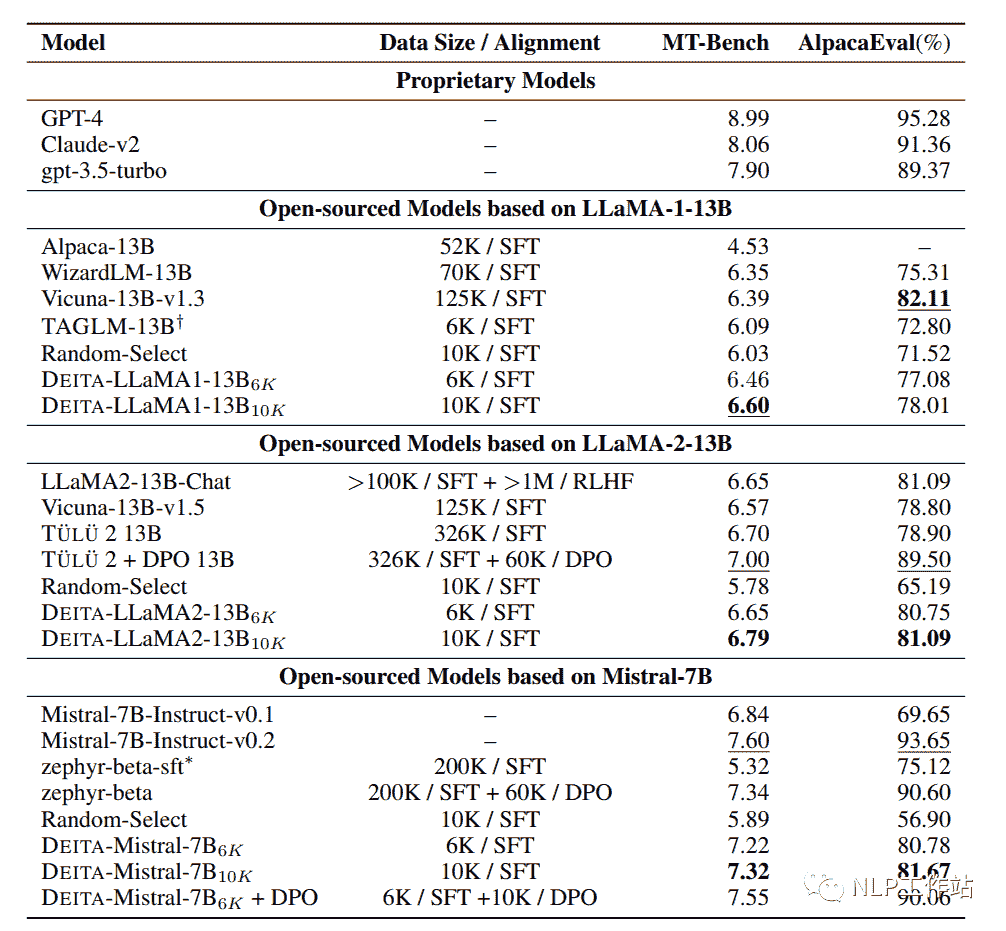 Model Data Size / Alignment MT-Bench AlpacaEval(%)
Proprietary Models
GPT-4 – 8.99 95.28
Claude-v2 – 8.06 91.36
gpt-3.5-turbo – 7.90 89.37
Open-sourced Models based on LLaMA-1-13B
Alpaca-13B 52K / SFT 4.53 –
WizardLM-13B 70K / SFT 6.35 75.31
Vicuna-13B-v1.3 125K / SFT 6.39 82.11
TAGLM-13B† 6K / SFT 6.09 72.80
Random-Select 10K / SFT 6.03 71.52
DEITA-LLaMA1-13B6K 6K / SFT 6.46 77.08
DEITA-LLaMA1-13B10K 10K / SFT 6.60 78.01
Open-sourced Models based on LLaMA-2-13B
LLaMA2-13B-Chat >100K / SFT + >1M / RLHF 6.65 81.09
Vicuna-13B-v1.5 125K / SFT 6.57 78.80
TÜLU 2 13B 326K / SFT 6.70 78.90
TÜLU 2 + DPO 13B 326K / SFT + 60K / DPO 7.00 89.50
Random-Select 10K / SFT 5.78 65.19
DEITA-LLaMA2-13B6K 6K / SFT 6.65 80.75
DEITA-LLaMA2-13B10K 10K / SFT 6.79 81.09
Open-sourced Models based on Mistral-7B
Mistral-7B-Instruct-v0.1 – 6.84 69.65
Mistral-7B-Instruct-v0.2 – 7.60 93.65
zephyr-beta-sft* 200K / SFT 5.32 75.12
zephyr-beta 200K / SFT + 60K / DPO 7.34 90.60
Random-Select 10K / SFT 5.89 56.90
DEITA-Mistral-7B6K 6K / SFT 7.22 80.78
DEITA-Mistral-7B10K 10K / SFT 7.32 81.67
DEITA-Mistral-7B6K + DPO 6K / SFT +10K / DPO 7.55 90.06
NLP工作站